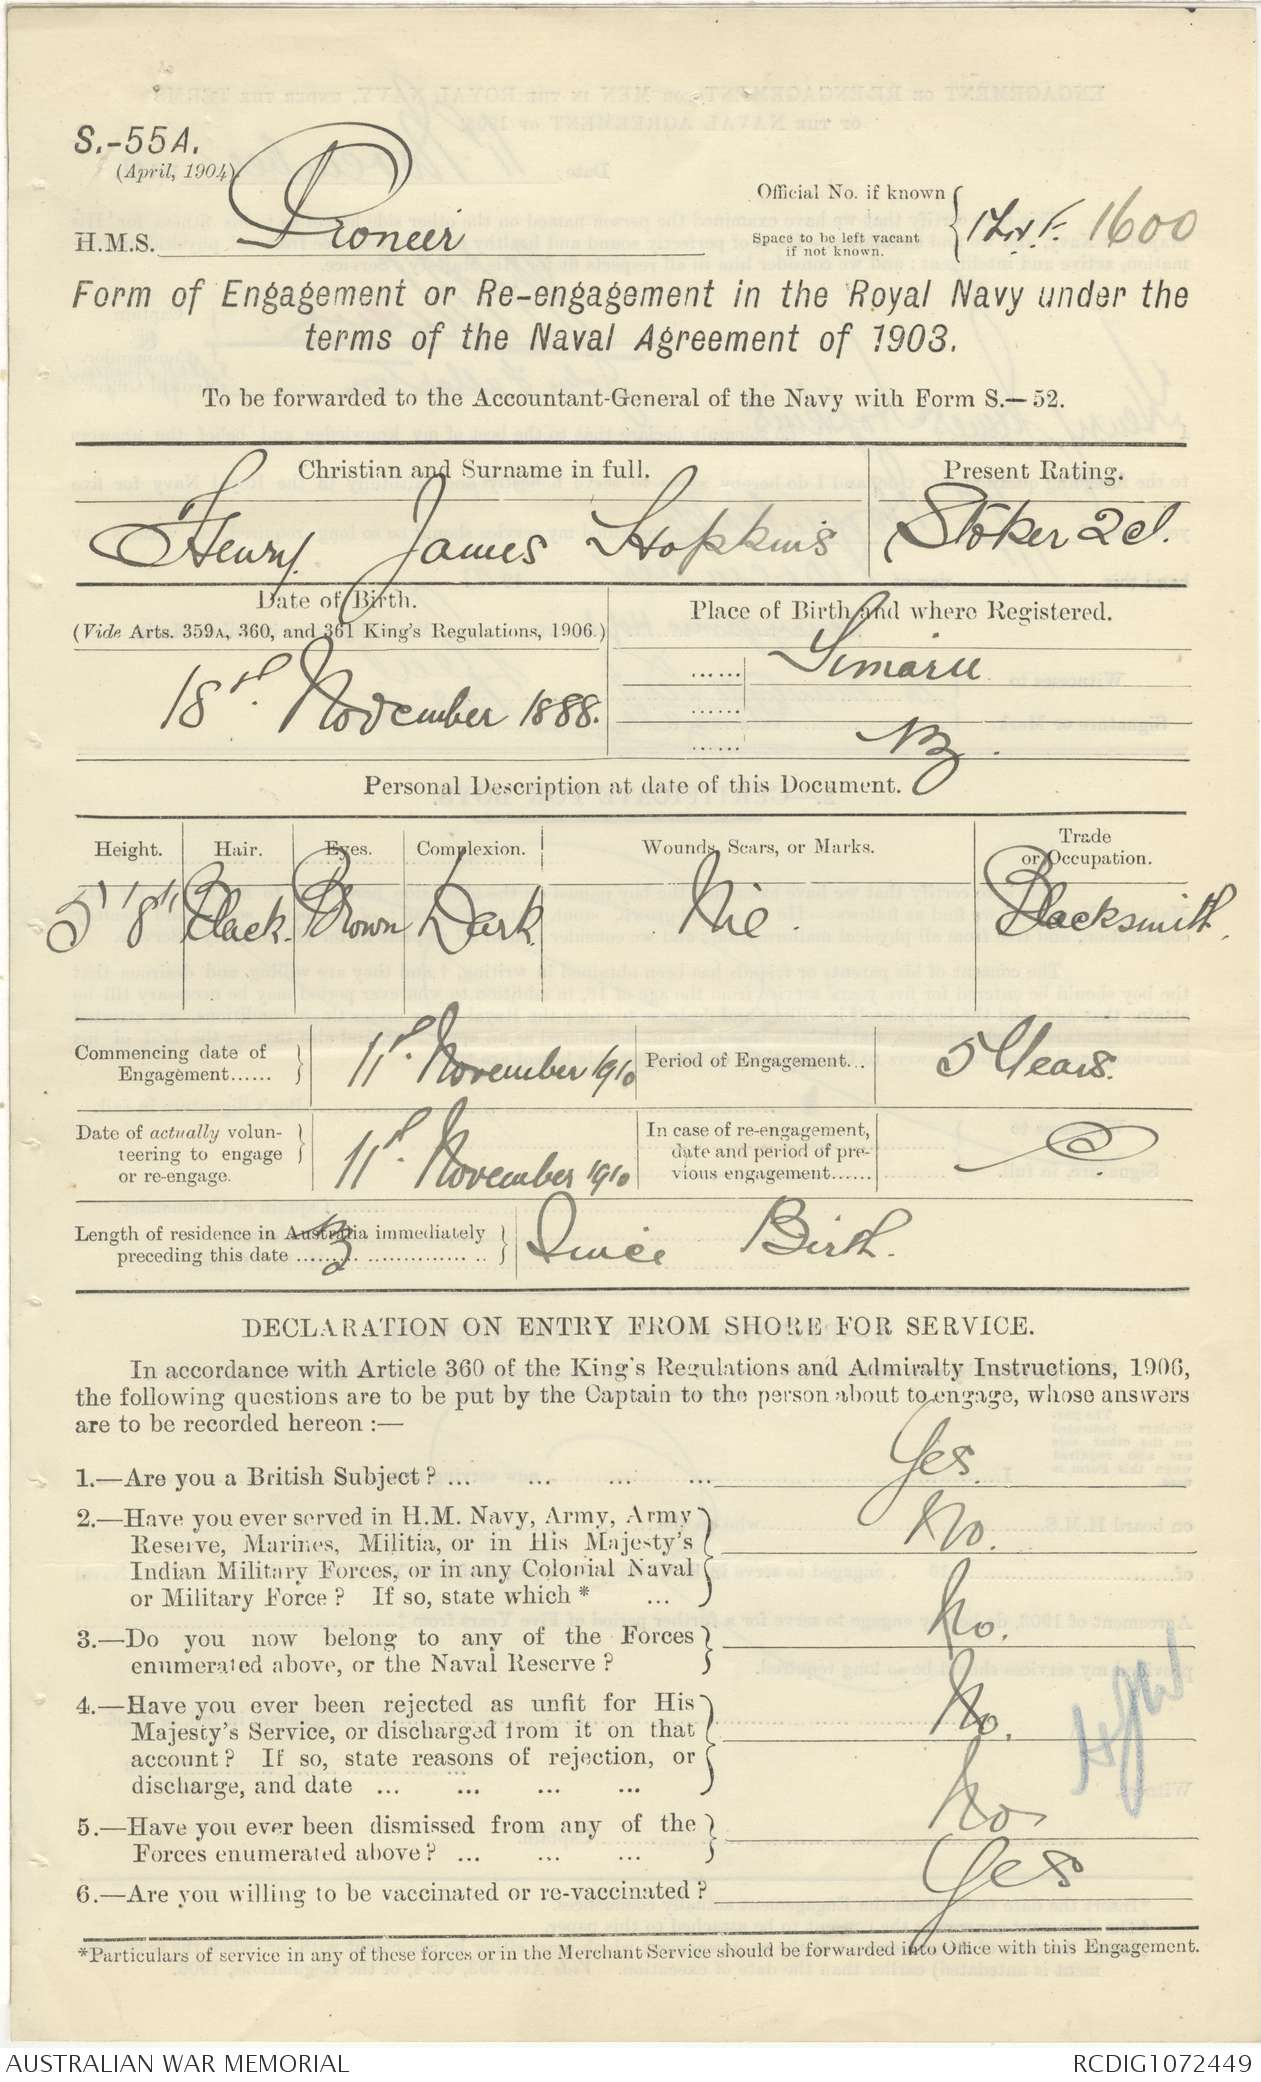 S.-55A.
(April, 1904)
H.M.S. Pioneer
Official No. if known
Space to be left vacant
if not known.
1600
Form of Engagement or Re-engagement in the Royal Navy under the
terms of the Naval Agreement of 1903.
To be forwarded to the Accountant-General of the Navy with Form S.—52.
Christian and Surname in full.
Present Rating.
Henry James Hopkins
Stoker 2 cl.
Date of Birth.
(Vide Arts. 359A, 360, and 361 King's Regulations, 1906.)
18th. November 1888.
Place of Birth and where Registered.
Timaru
NZ.
Personal Description at date of this Document.
Height.
Hair.
Eyes.
Complexion.
Wounds, Scars, or Marks.
Trade
or Occupation.
5' 8"
Black.
Brown
Dark
Nil.
Blacksmith.
Commencing date of
Engagement......
11th. November 1910
Period of Engagement...
5 Years.
Date of actually volun-
teering to engage
or re-engage.
11th. November 1910
In case of re-engagement,
date and period of pre-
vious engagement......
Length of residence in Australia immediately
preceding this date ......... NZ ..................
Since Birth.
DECLARATION ON ENTRY FROM SHORE FOR SERVICE.
In accordance with Article 360 of the King's Regulations and Admiralty Instructions, 1906,
the following questions are to be put by the Captain to the person about to engage, whose answers
are to be recorded hereon :—
1.—Are you a British Subject? ... ... ... ...
Yes.
2.—Have you ever served in H.M. Navy, Army, Army
Reserve, Marines, Militia, or in His Majesty's
Indian Military Forces, or in any Colonial Naval
or Military Force? If so, state which * ...
No.
3.—Do you now belong to any of the Forces
enumerated above, or the Naval Reserve?
No.
4.—Have you ever been rejected as unfit for His
Majesty's Service, or discharged from it on that
account? If so, state reasons of rejection, or
discharge, and date ... ... ... ...
No.
5.—Have you ever been dismissed from any of the
Forces enumerated above? ... ... ...
No
6.—Are you willing to be vaccinated or re-vaccinated?
Yes
*Particulars of service in any of these forces or in the Merchant Service should be forwarded into Office with this Engagement.
AUSTRALIAN WAR MEMORIAL
RCDIG1072449